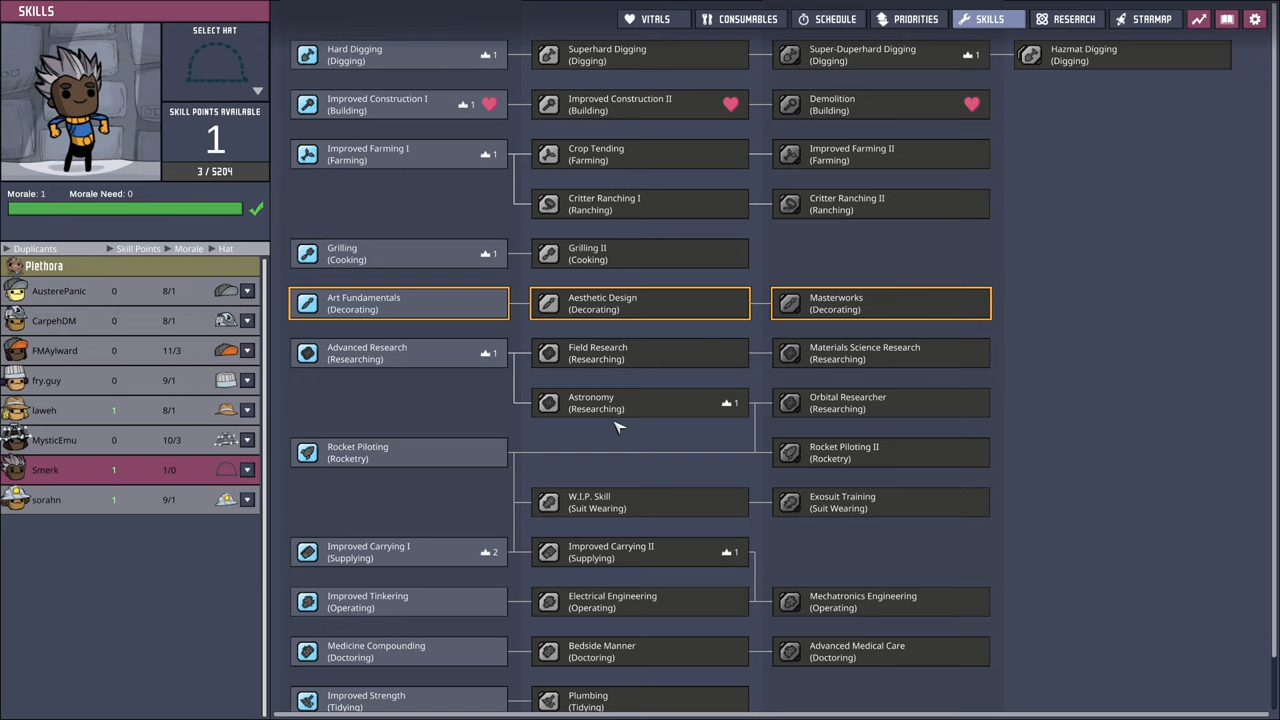 SKILLS
VITALS
CONSUMABLES
SCHEDULE
PRIORITIES
SKILLS
RESEARCH
STARMAP
SELECT HAT
SKILL POINTS AVAILABLE
1
3 / 5204
Morale: 1 Morale Need: 0
Duplicants Skill Points Morale Hat
Plethora
AusterePanic 0 8/1
CarpehDM 0 8/1
FMAylward 0 11/3
fry.guy 0 9/1
laweh 1 8/1
MysticEmu 0 10/3
Smerk 1 1/0
sorahn 1 9/1
Hard Digging
(Digging)
1
Superhard Digging
(Digging)
Super-Duperhard Digging
(Digging)
1
Hazmat Digging
(Digging)
Improved Construction I
(Building)
1
Improved Construction II
(Building)
Demolition
(Building)
Improved Farming I
(Farming)
1
Crop Tending
(Farming)
Improved Farming II
(Farming)
Critter Ranching I
(Ranching)
Critter Ranching II
(Ranching)
Grilling
(Cooking)
1
Grilling II
(Cooking)
Art Fundamentals
(Decorating)
Aesthetic Design
(Decorating)
Masterworks
(Decorating)
Advanced Research
(Researching)
1
Field Research
(Researching)
Materials Science Research
(Researching)
Astronomy
(Researching)
1
Orbital Researcher
(Researching)
Rocket Piloting
(Rocketry)
Rocket Piloting II
(Rocketry)
W.I.P. Skill
(Suit Wearing)
Exosuit Training
(Suit Wearing)
Improved Carrying I
(Supplying)
2
Improved Carrying II
(Supplying)
1
Improved Tinkering
(Operating)
Electrical Engineering
(Operating)
Mechatronics Engineering
(Operating)
Medicine Compounding
(Doctoring)
Bedside Manner
(Doctoring)
Advanced Medical Care
(Doctoring)
Improved Strength
(Tidying)
Plumbing
(Tidying)